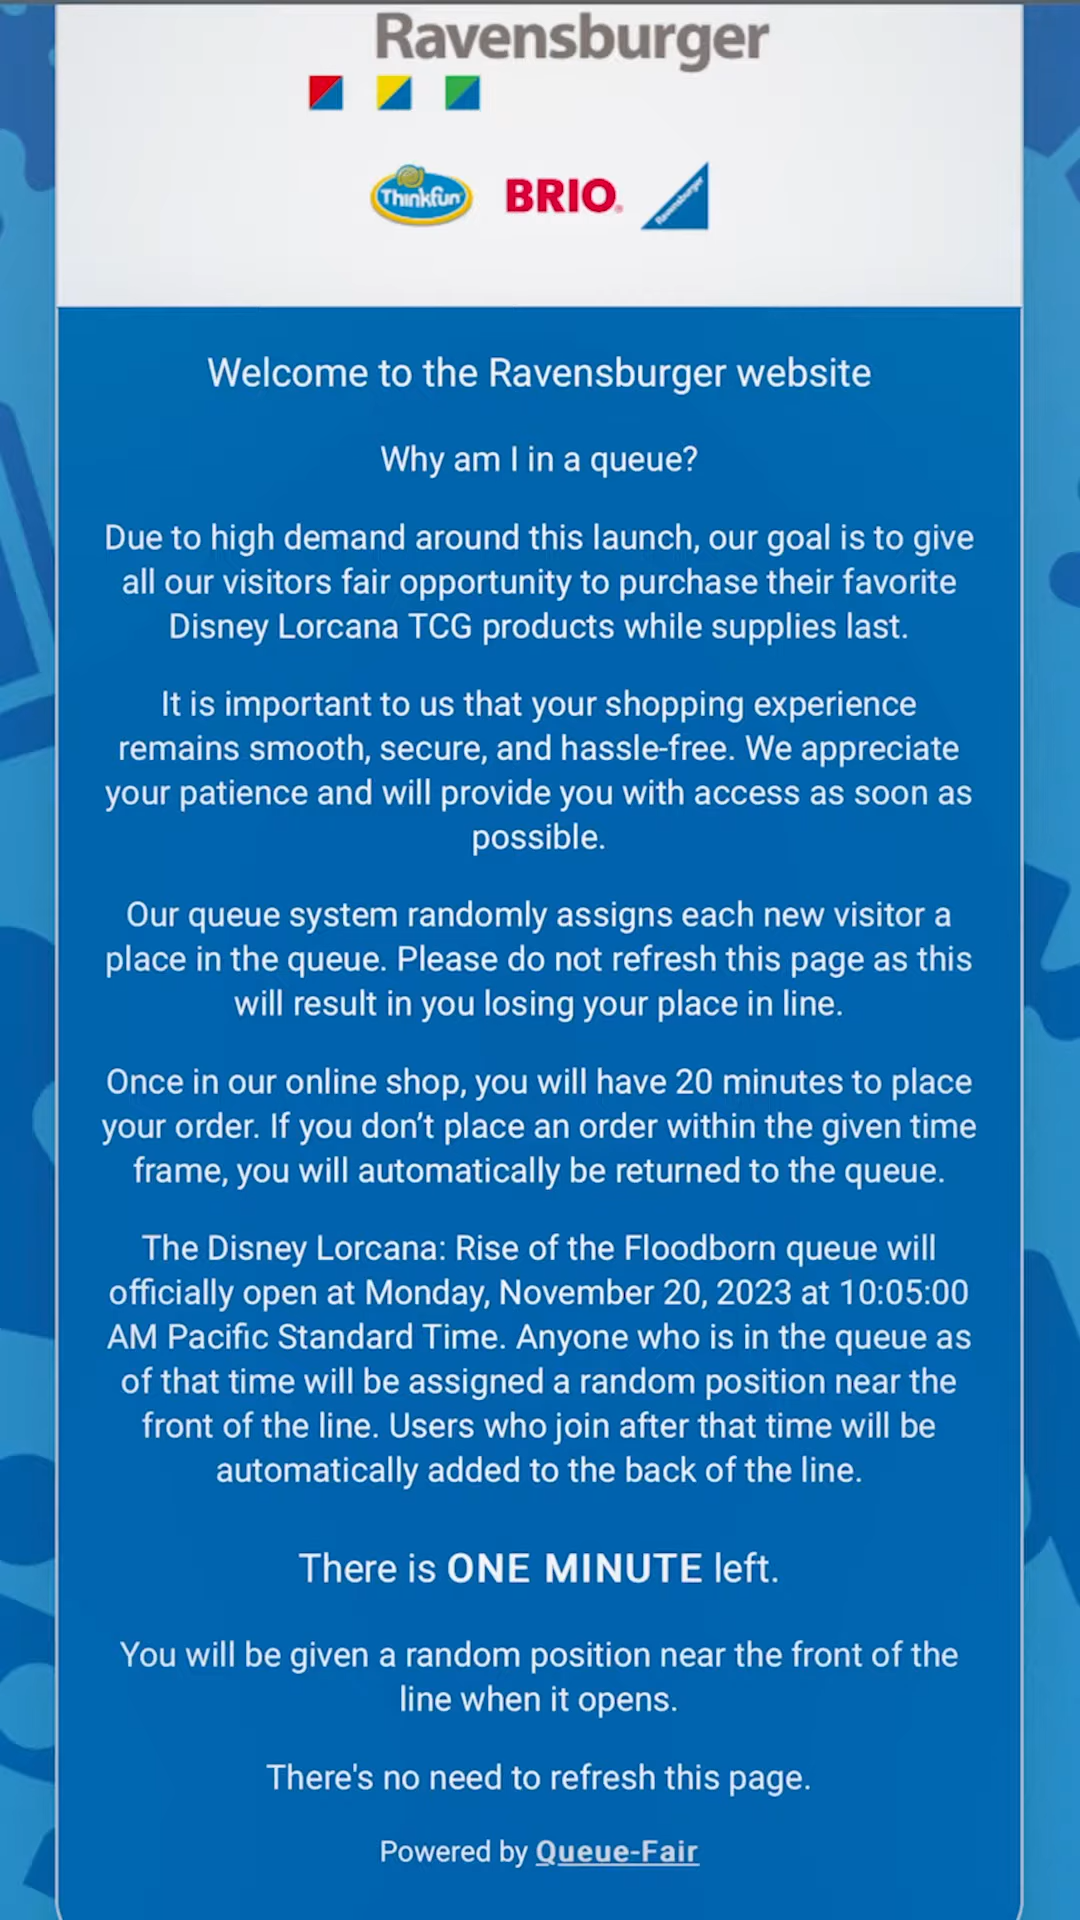 Ravensburger
Thinkfun
BRIO
Ravensburger
Welcome to the Ravensburger website
Why am I in a queue?
Due to high demand around this launch, our goal is to give
all our visitors fair opportunity to purchase their favorite
Disney Lorcana TCG products while supplies last.
It is important to us that your shopping experience
remains smooth, secure, and hassle-free. We appreciate
your patience and will provide you with access as soon as
possible.
Our queue system randomly assigns each new visitor a
place in the queue. Please do not refresh this page as this
will result in you losing your place in line.
Once in our online shop, you will have 20 minutes to place
your order. If you don’t place an order within the given time
frame, you will automatically be returned to the queue.
The Disney Lorcana: Rise of the Floodborn queue will
officially open at Monday, November 20, 2023 at 10:05:00
AM Pacific Standard Time. Anyone who is in the queue as
of that time will be assigned a random position near the
front of the line. Users who join after that time will be
automatically added to the back of the line.
There is ONE MINUTE left.
You will be given a random position near the front of the
line when it opens.
There's no need to refresh this page.
Powered by Queue-Fair